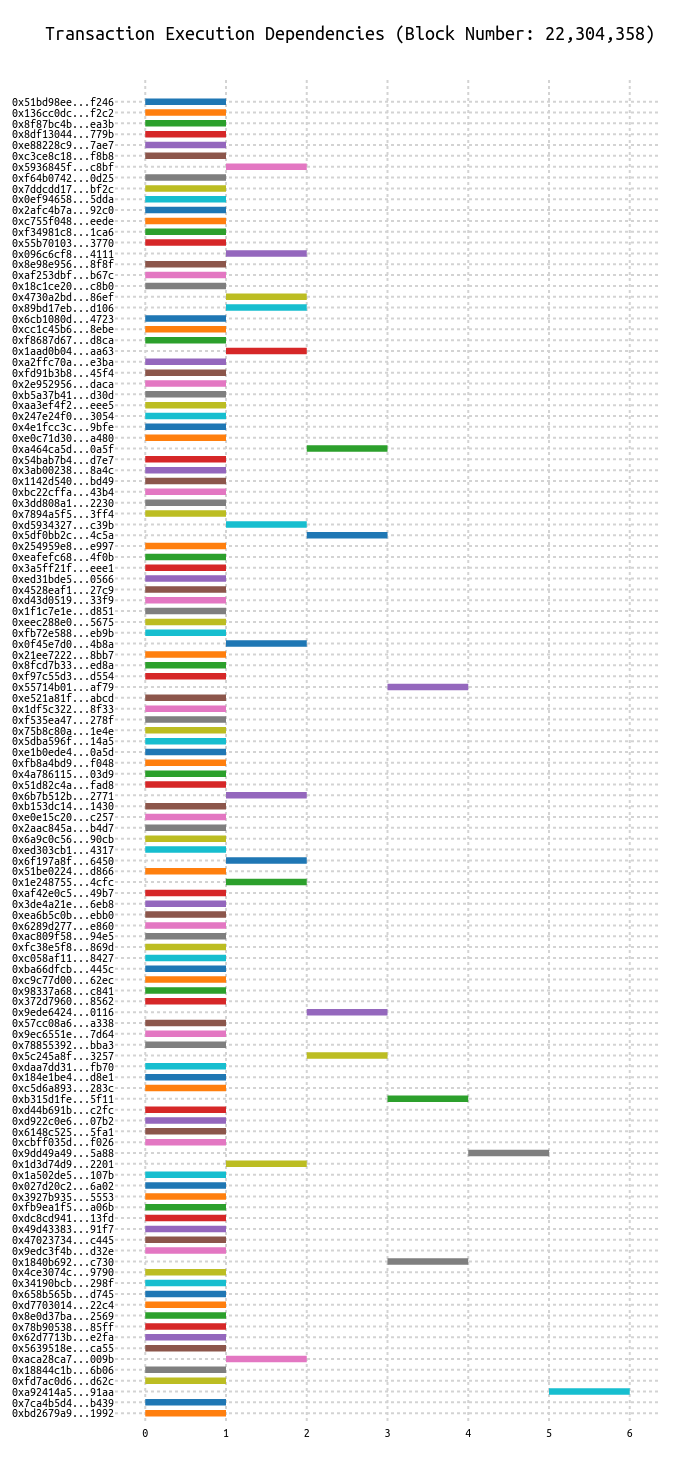 Transaction Execution Dependencies (Block Number: 22,304,358)
0x51bd98ee...f246
0x136cc0dc...f2c2
0x8f87bc4b...ea3b
0x8df13044...779b
0xe88228c9...7ae7
0xc3ce8c18...f8b8
0x5936845f...c8bf
0xf64b0742...0d25
0x7ddcdd17...bf2c
0x0ef94658...5dda
0x2afc4b7a...92c0
0xc755f048...eede
0xf34981c8...1ca6
0x55b70103...3770
0x096c6cf8...4111
0x8e98e956...8f8f
0xaf253dbf...b67c
0x18c1ce20...c8b0
0x4730a2bd...86ef
0x89bd17eb...d106
0x6cb1080d...4723
0xcc1c45b6...8ebe
0xf8687d67...d8ca
0x1aad0b04...aa63
0xa2ffc70a...e3ba
0xfd91b3b8...45f4
0x2e952956...daca
0xb5a37b41...d30d
0xaa3ef4f2...eee5
0x247e24f0...3054
0x4e1fcc3c...9bfe
0xe0c71d30...a480
0xa464ca5d...0a5f
0x54bab7b4...d7e7
0x3ab00238...8a4c
0x1142d540...bd49
0xbc22cffa...43b4
0x3dd808a1...2230
0x7894a5f5...3ff4
0xd5934327...c39b
0x5df0bb2c...4c5a
0x254959e8...e997
0xeafefc68...4f0b
0x3a5ff21f...eee1
0xed31bde5...0566
0x4528eaf1...27c9
0xd43d0519...33f9
0x1f1c7e1e...d851
0xeec288e0...5675
0xfb72e588...eb9b
0x0f45e7d0...4b8a
0x21ee7222...8bb7
0x8fcd7b33...ed8a
0xf97c55d3...d554
0x55714b01...af79
0xe521a81f...abcd
0x1df5c322...8f33
0xf535ea47...278f
0x75b8c80a...1e4e
0x5dba596f...14a5
0xe1b0ede4...0a5d
0xfb8a4bd9...f048
0x4a786115...03d9
0x51d82c4a...fad8
0x6b7b512b...2771
0xb153dc14...1430
0xe0e15c20...c257
0x2aac845a...b4d7
0x6a9c0c56...90cb
0xed303cb1...4317
0x6f197a8f...6450
0x51be0224...d866
0x1e248755...4cfc
0xaf42e0c5...49b7
0x3de4a21e...6eb8
0xea6b5c0b...ebb0
0x6289d277...e860
0xac809f58...94e5
0xfc38e5f8...869d
0xc058af11...8427
0xba66dfcb...445c
0xc9c77d00...62ec
0x98337a68...c841
0x372d7960...8562
0x9ede6424...0116
0x57cc08a6...a338
0x9ec6551e...7d64
0x78855392...bba3
0x5c245a8f...3257
0xdaa7dd31...fb70
0x184e1be4...d8e1
0xc5d6a893...283c
0xb315d1fe...5f11
0xd44b691b...c2fc
0xd922c0e6...07b2
0x6148c525...5fa1
0xcbff035d...f026
0x9dd49a49...5a88
0x1d3d74d9...2201
0x1a502de5...107b
0x027d20c2...6a02
0x3927b935...5553
0xfb9ea1f5...a06b
0xdc8cd941...13fd
0x49d43383...91f7
0x47023734...c445
0x9edc3f4b...d32e
0x1840b692...c730
0x4ce3074c...9790
0x34190bcb...298f
0x658b565b...d745
0xd7703014...22c4
0x8e0d37ba...2569
0x78b90538...85ff
0x62d7713b...e2fa
0x5639518e...ca55
0xaca28ca7...009b
0x18844c1b...6b06
0xfd7ac0d6...d62c
0xa92414a5...91aa
0x7ca4b5d4...b439
0xbd2679a9...1992
0 1 2 3 4 5 6